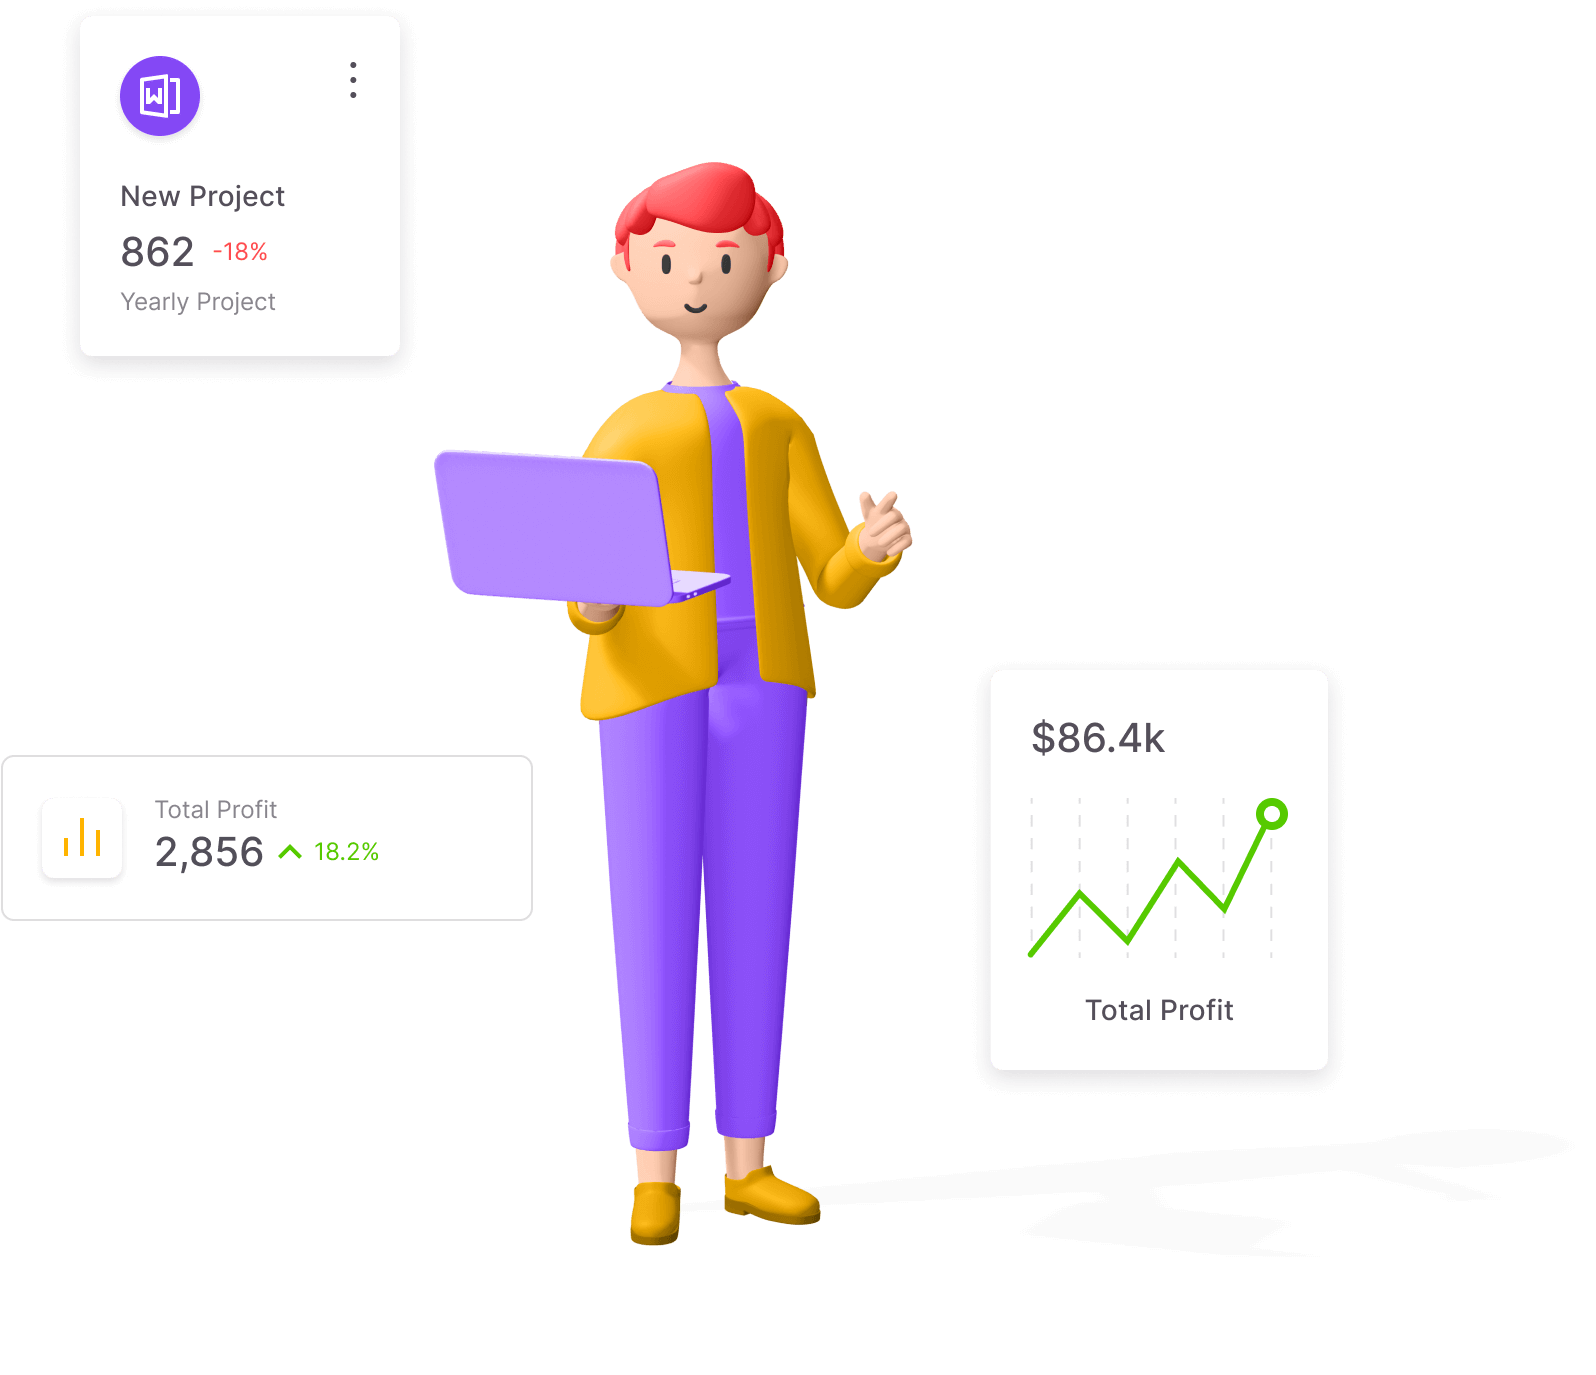 New Project
862 -18%
Yearly Project
Total Profit
2,856 18.2%
$86.4k
Total Profit